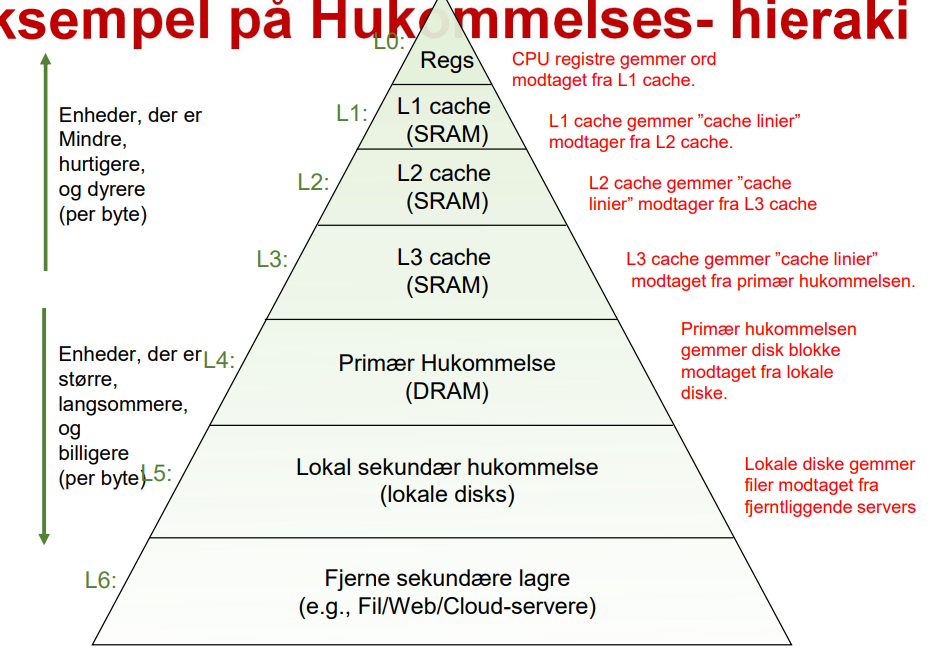 ksempel på Hukommelses- hieraki
L0:
Regs
CPU registre gemmer ord
modtaget fra L1 cache.
Enheder, der er
Mindre,
hurtigere,
og dyrere
(per byte)
L1:
L1 cache
(SRAM)
L1 cache gemmer ”cache linier”
modtager fra L2 cache.
L2:
L2 cache
(SRAM)
L2 cache gemmer ”cache
linier” modtager fra L3 cache
L3:
L3 cache
(SRAM)
L3 cache gemmer ”cache linier”
modtaget fra primær hukommelsen.
Enheder, der er
større,
langsommere,
og
billigere
(per byte)
L4:
Primær Hukommelse
(DRAM)
Primær hukommelsen
gemmer disk blokke
modtaget fra lokale
diske.
L5:
Lokal sekundær hukommelse
(lokale disks)
Lokale diske gemmer
filer modtaget fra
fjerntliggende servers
L6:
Fjerne sekundære lagre
(e.g., Fil/Web/Cloud-servere)